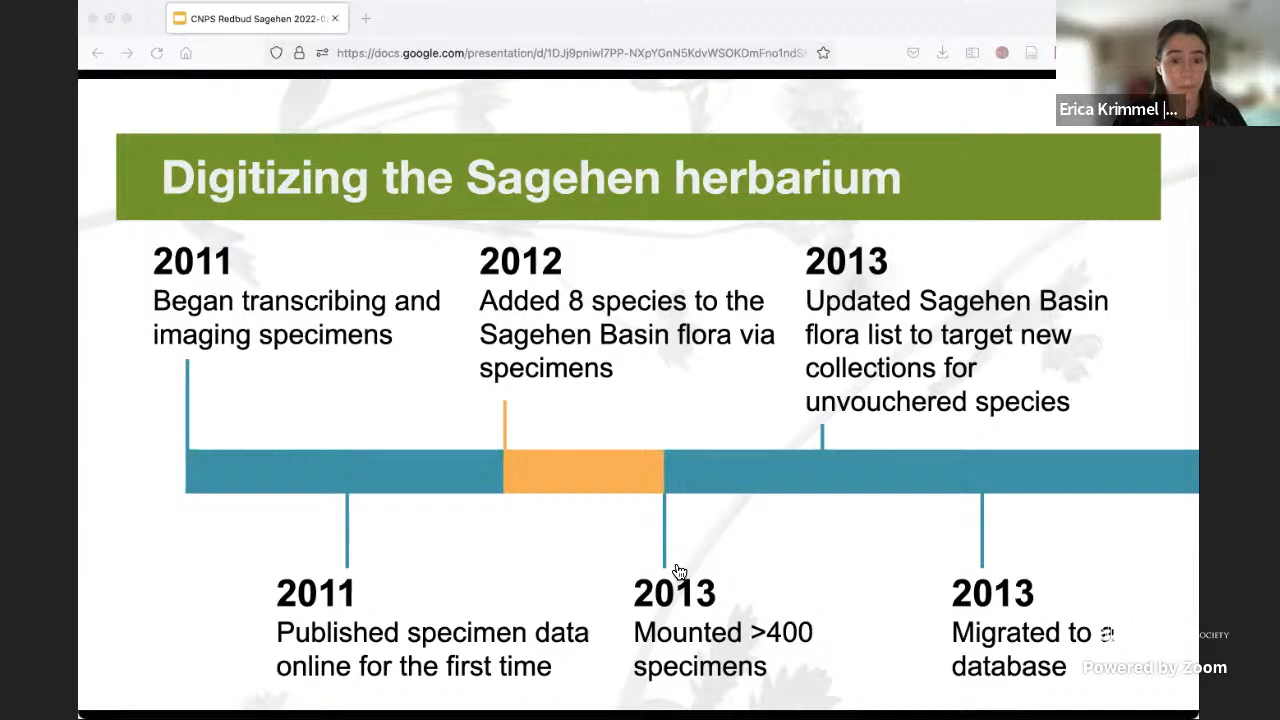 CNPS Redbud Sagehen 2022-0
https://docs.google.com/presentation/d/1DJj9pniwI7PP-NXpYGnN5KdvWSOKDmFno1ndS
Erica Krimmel |...
Digitizing the Sagehen herbarium
2011
Began transcribing and
imaging specimens
2012
Added 8 species to the
Sagehen Basin flora via
specimens
2013
Updated Sagehen Basin
flora list to target new
collections for
unvouchered species
2011
Published specimen data
online for the first time
2013
Mounted >400
specimens
2013
Migrated to
database
SOCIETY
Powered by Zoom